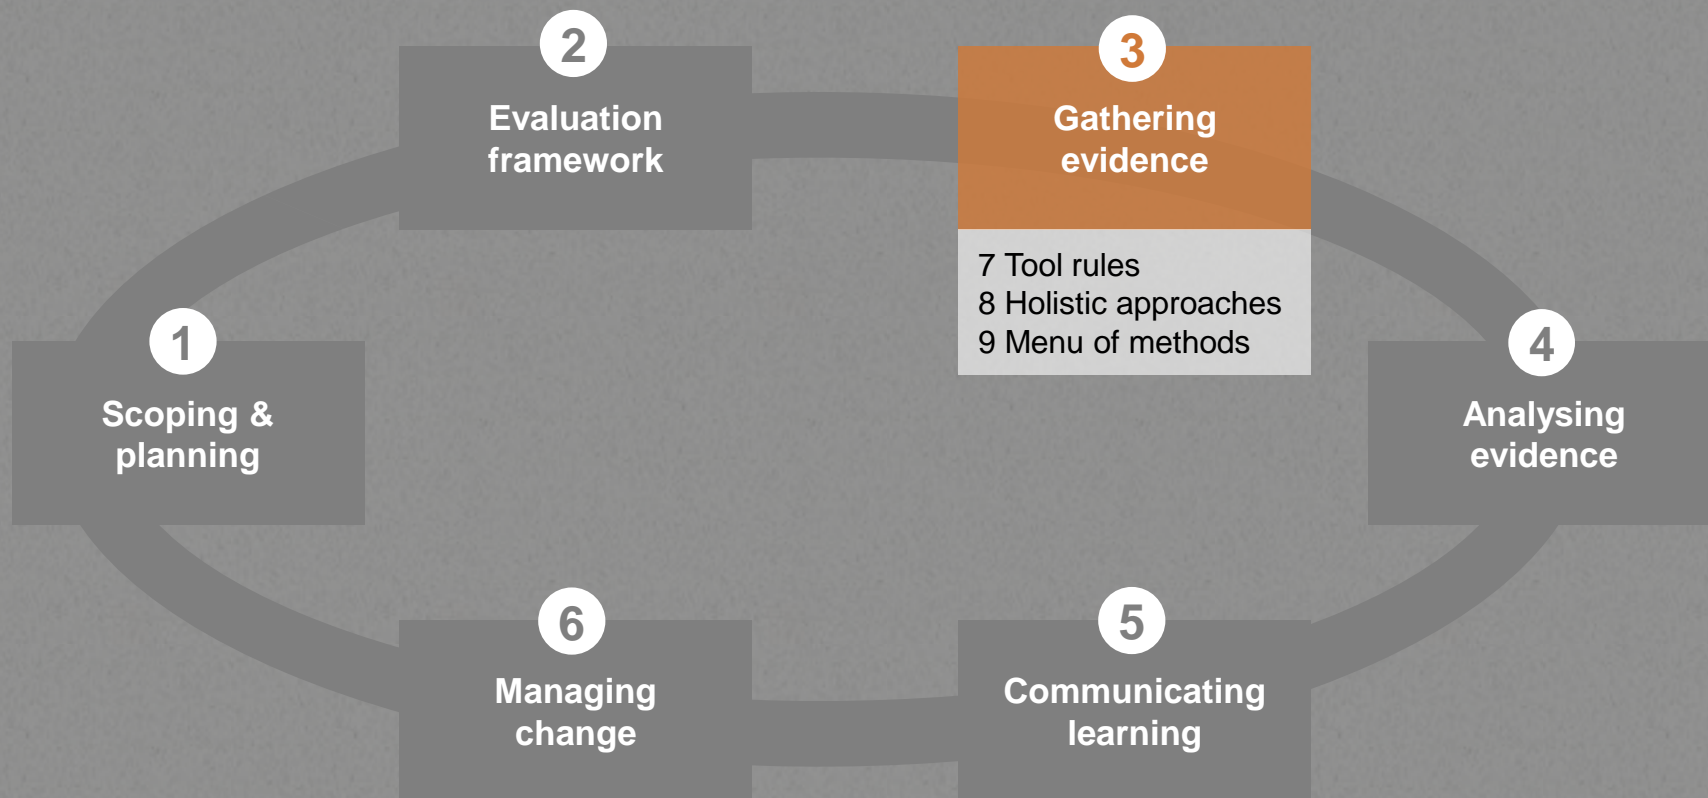 1
Scoping &
planning
2
Evaluation
framework
3
Gathering
evidence
7 Tool rules
8 Holistic approaches
9 Menu of methods
4
Analysing
evidence
5
Communicating
learning
6
Managing
change